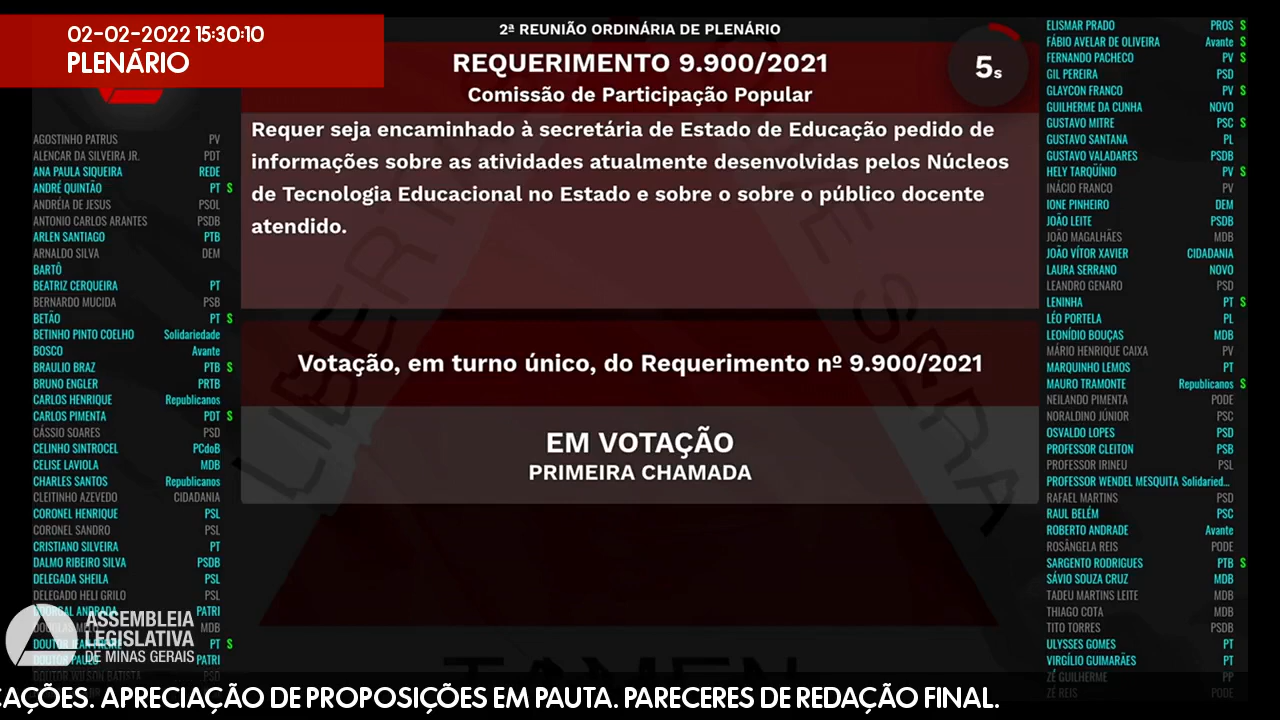 02-02-2022 15:30:10
PLENÁRIO
2ª REUNIÃO ORDINÁRIA DE PLENÁRIO
REQUERIMENTO 9.900/2021
Comissão de Participação Popular
5s
Requer seja encaminhado à secretária de Estado de Educação pedido de
informações sobre as atividades atualmente desenvolvidas pelos Núcleos
de Tecnologia Educacional no Estado e sobre o sobre o público docente
atendido.
Votação, em turno único, do Requerimento nº 9.900/2021
EM VOTAÇÃO
PRIMEIRA CHAMADA
AGOSTINHO PATRUS PV
ALENCAR DA SILVEIRA JR. PDT
ANA PAULA SIQUEIRA REDE
ANDRÉ QUINTÃO PT S
ANDRÉIA DE JESUS PSOL
ANTONIO CARLOS ARANTES PSDB
ARLEN SANTIAGO PTB
ARNALDO SILVA DEM
BARTÔ
BEATRIZ CERQUEIRA PT
BERNARDO MUCIDA PSB
BETÃO PT S
BETINHO PINTO COELHO Solidariedade
BOSCO Avante
BRAULIO BRAZ PTB S
BRUNO ENGLER PRTB
CARLOS HENRIQUE Republicanos
CARLOS PIMENTA PDT S
CÁSSIO SOARES PSD
CELINHO SINTROCEL PCdoB
CELISE LAVIOLA MDB
CHARLES SANTOS Republicanos
CLEITINHO AZEVEDO CIDADANIA
CORONEL HENRIQUE PSL
CORONEL SANDRO PSL
CRISTIANO SILVEIRA PT
DALMO RIBEIRO SILVA PSDB
DELEGADA SHEILA PSL
DELEGADO HELI GRILO PSL
DOORGAL ANDRADA PATRI
DOUGLAS MELO MDB
DOUTOR JEAN FREIRE PT S
DOUTOR PAULO PATRI
DOUTOR WILSON BATISTA PSD
ELISMAR PRADO PROS S
FÁBIO AVELAR DE OLIVEIRA Avante S
FERNANDO PACHECO PV S
GIL PEREIRA PSD
GLAYCON FRANCO PV S
GUILHERME DA CUNHA NOVO
GUSTAVO MITRE PSC S
GUSTAVO SANTANA PL
GUSTAVO VALADARES PSDB
HELY TARQÜÍNIO PV S
INÁCIO FRANCO PV
IONE PINHEIRO DEM
JOÃO LEITE PSDB
JOÃO MAGALHÃES MDB
JOÃO VÍTOR XAVIER CIDADANIA
LAURA SERRANO NOVO
LEANDRO GENARO PSD
LENINHA PT S
LÉO PORTELA PL
LEONÍDIO BOUÇAS MDB
MÁRIO HENRIQUE CAIXA PV
MARQUINHO LEMOS PT
MAURO TRAMONTE Republicanos S
NEILANDO PIMENTA PODE
NORALDINO JÚNIOR PSC
OSVALDO LOPES PSD
PROFESSOR CLEITON PSB
PROFESSOR IRINEU PSL
PROFESSOR WENDEL MESQUITA Solidaried...
RAFAEL MARTINS PSD
RAUL BELÉM PSC
ROBERTO ANDRADE Avante
ROSÂNGELA REIS PODE
SARGENTO RODRIGUES PTB S
SÁVIO SOUZA CRUZ MDB
TADEU MARTINS LEITE MDB
THIAGO COTA MDB
TITO TORRES PSDB
ULYSSES GOMES PT
VIRGÍLIO GUIMARÃES PT
ZÉ GUILHERME PP
ZÉ REIS PODE
ASSEMBLEIA
LEGISLATIVA
DE MINAS GERAIS
CAÇÕES. APRECIAÇÃO DE PROPOSIÇÕES EM PAUTA. PARECERES DE REDAÇÃO FINAL.